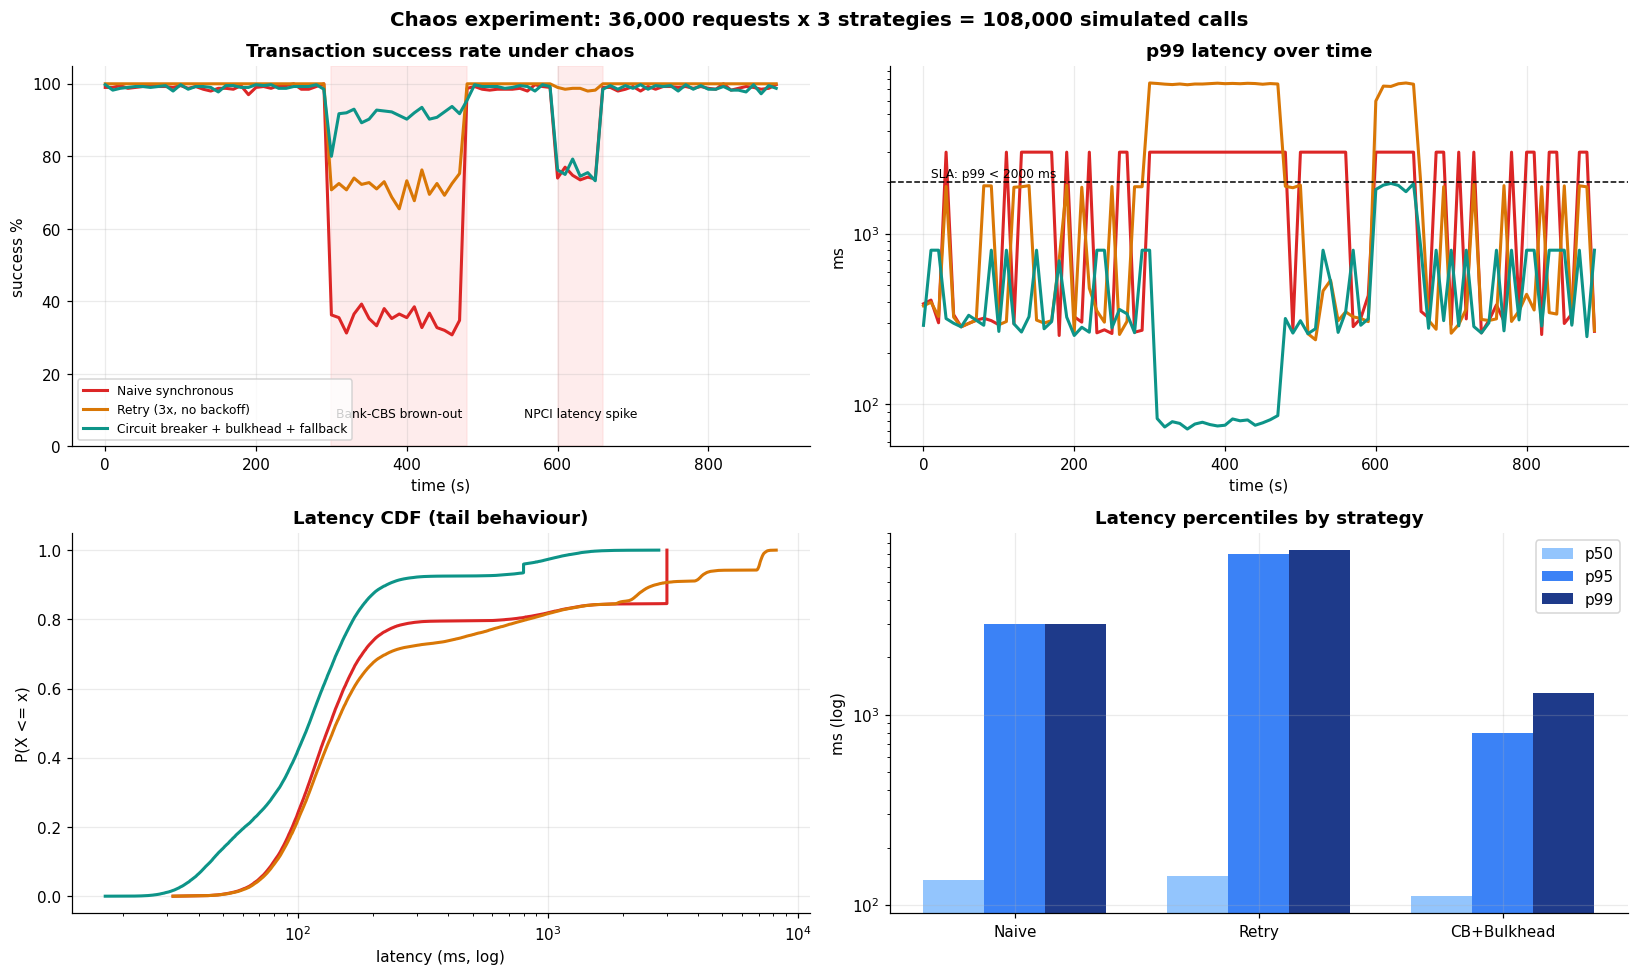 Chaos experiment: 36,000 requests x 3 strategies = 108,000 simulated calls
Transaction success rate under chaos
success %
100
80
60
40
20
0
Naive synchronous
Retry (3x, no backoff)
Circuit breaker + bulkhead + fallback
Bank-CBS brown-out
NPCI latency spike
0 200 400 600 800
time (s)
p99 latency over time
ms
10³
10²
SLA: p99 < 2000 ms
0 200 400 600 800
time (s)
Latency CDF (tail behaviour)
P(X <= x)
1.0
0.8
0.6
0.4
0.2
0.0
10² 10³ 10⁴
latency (ms, log)
Latency percentiles by strategy
ms (log)
10³
10²
p50
p95
p99
Naive Retry CB+Bulkhead